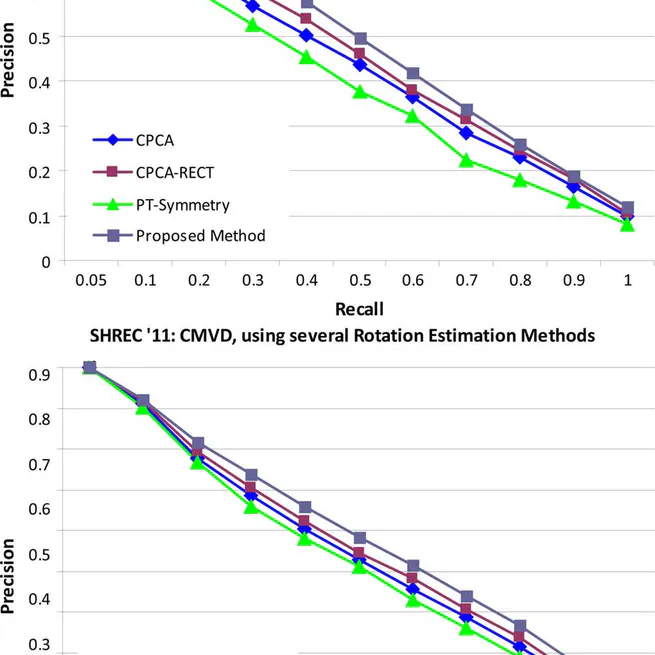 Precision
0.5
0.4
0.3
0.2
0.1
0
CPCA
CPCA-RECT
PT-Symmetry
Proposed Method
0.05 0.1 0.2 0.3 0.4 0.5 0.6 0.7 0.8 0.9 1
Recall
SHREC '11: CMVD, using several Rotation Estimation Methods
Precision
0.9
0.8
0.7
0.6
0.5
0.4
0.3